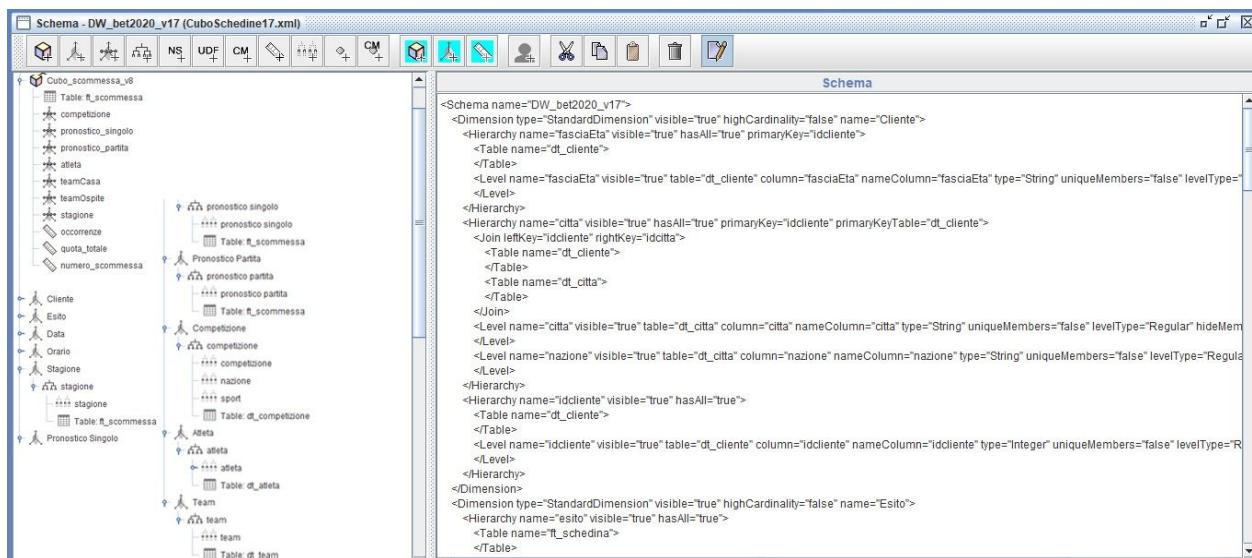 Schema - DW_bet2020_v17 (CuboSchedine17.xml)
NS UDF CM CM
Cubo_scommessa_v8
Table: ft_scommessa
competizione
pronostico_singolo
pronostico_partita
atleta
teamCasa
teamOspite
stagione
occorrenze
quota_totale
numero_scommessa
Cliente
Esito
Data
Orario
Stagione
stagione
stagione
Table: ft_scommessa
Pronostico Singolo
pronostico singolo
pronostico singolo
Table: ft_scommessa
Pronostico Partita
pronostico partita
pronostico partita
Table: ft_scommessa
Competizione
competizione
competizione
nazione
sport
Table: dt_competizione
Atleta
atleta
atleta
Table: dt_atleta
Team
team
team
Table: dt_team
Schema
<Schema name="DW_bet2020_v17">
<Dimension type="StandardDimension" visible="true" highCardinality="false" name="Cliente">
<Hierarchy name="fasciaEta" visible="true" hasAll="true" primaryKey="idcliente">
<Table name="dt_cliente">
</Table>
<Level name="fasciaEta" visible="true" table="dt_cliente" column="fasciaEta" nameColumn="fasciaEta" type="String" uniqueMembers="false" levelType="
</Level>
</Hierarchy>
<Hierarchy name="citta" visible="true" hasAll="true" primaryKey="idcliente" primaryKeyTable="dt_cliente">
<Join leftKey="idcliente" rightKey="idcitta">
<Table name="dt_cliente">
</Table>
<Table name="dt_citta">
</Table>
</Join>
<Level name="citta" visible="true" table="dt_citta" column="citta" nameColumn="citta" type="String" uniqueMembers="false" levelType="Regular" hideMem
</Level>
<Level name="nazione" visible="true" table="dt_citta" column="nazione" nameColumn="nazione" type="String" uniqueMembers="false" levelType="Regula
</Level>
</Hierarchy>
<Hierarchy name="idcliente" visible="true" hasAll="true">
<Table name="dt_cliente">
</Table>
<Level name="idcliente" visible="true" table="dt_cliente" column="idcliente" nameColumn="idcliente" type="Integer" uniqueMembers="false" levelType="R
</Level>
</Hierarchy>
</Dimension>
<Dimension type="StandardDimension" visible="true" highCardinality="false" name="Esito">
<Hierarchy name="esito" visible="true" hasAll="true">
<Table name="ft_schedina">
</Table>